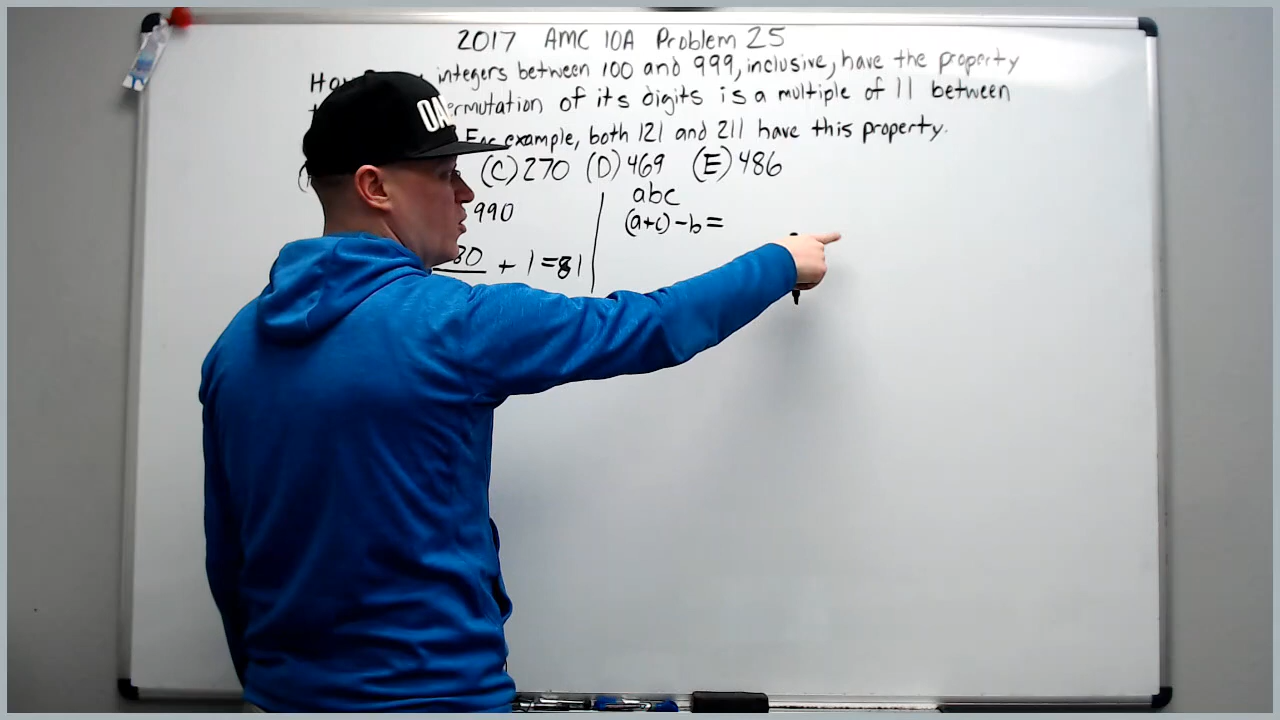 2017 AMC 10A Problem 25
integers between 100 and 999, inclusive, have the property
ermutation of its digits is a multiple of 11 between
For example, both 121 and 211 have this property.
(C) 270 (D) 469 (E) 486
abc
990
(a+c) - b =
80 + 1 = 81